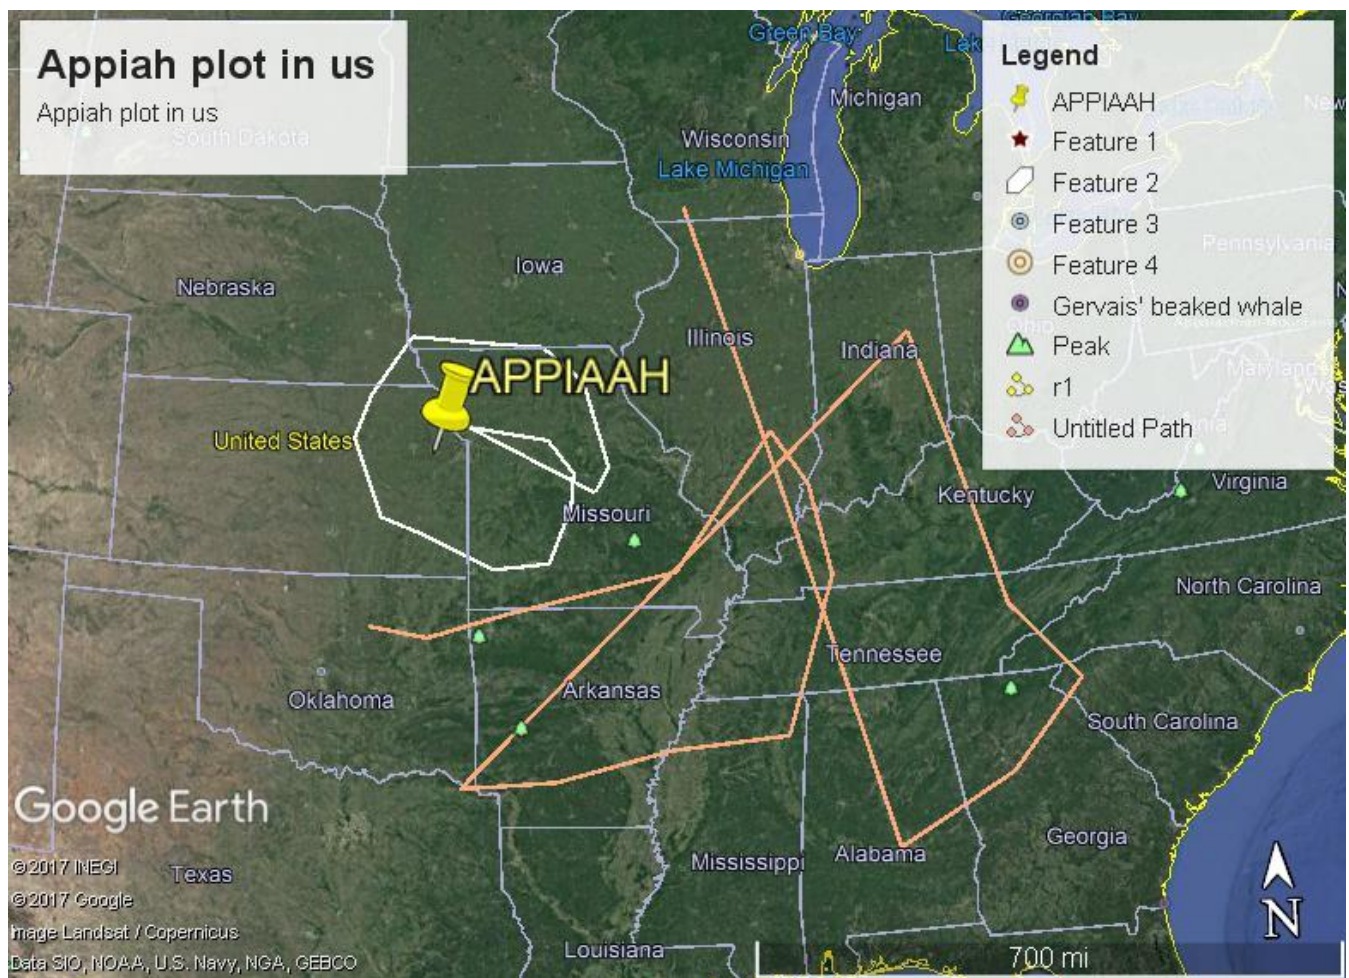 Appiah plot in us
Appiah plot in us
South Dakota
Green Bay
Georgian Bay
Michigan
Wisconsin
Lake Michigan
Legend
APPIAAH
Feature 1
Feature 2
Feature 3
Feature 4
Gervais' beaked whale
Peak
r1
Untitled Path
Pennsylvania
Maryland
Iowa
Nebraska
Illinois
Indiana
APPIAAH
United States
Missouri
Kentucky
Virginia
North Carolina
Tennessee
Oklahoma
Arkansas
South Carolina
Google Earth
Mississippi
Alabama
Georgia
Texas
Louisiana
©2017 INEGI
©2017 Google
Image Landsat / Copernicus
Data SIO, NOAA, U.S. Navy, NGA, GEBCO
N
700 mi